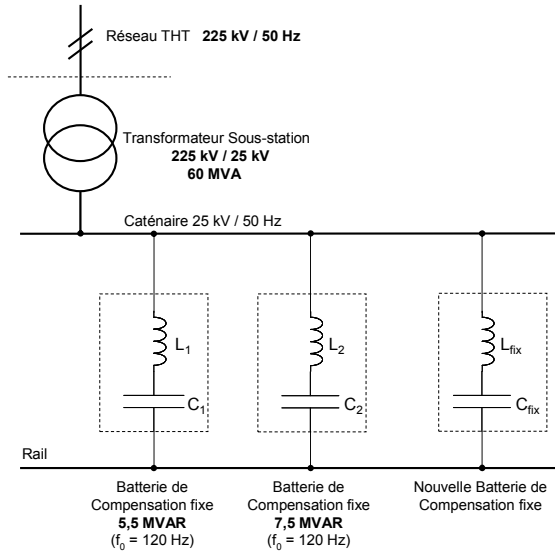 Réseau THT 225 kV / 50 Hz
Transformateur Sous-station
225 kV / 25 kV
60 MVA
Caténaire 25 kV / 50 Hz
L1
C1
L2
C2
Lfix
Cfix
Rail
Batterie de
Compensation fixe
5,5 MVAR
(f0 = 120 Hz)
Batterie de
Compensation fixe
7,5 MVAR
(f0 = 120 Hz)
Nouvelle Batterie de
Compensation fixe